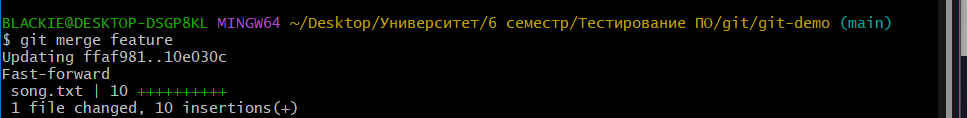 BLACKIE@DESKTOP-DSGP8KL MINGW64 ~/Desktop/Университет/6 семестр/Тестирование ПО/git/git-demo (main)
$ git merge feature
Updating ffaf981..10e030c
Fast-forward
 song.txt | 10 ++++++++++
 1 file changed, 10 insertions(+)